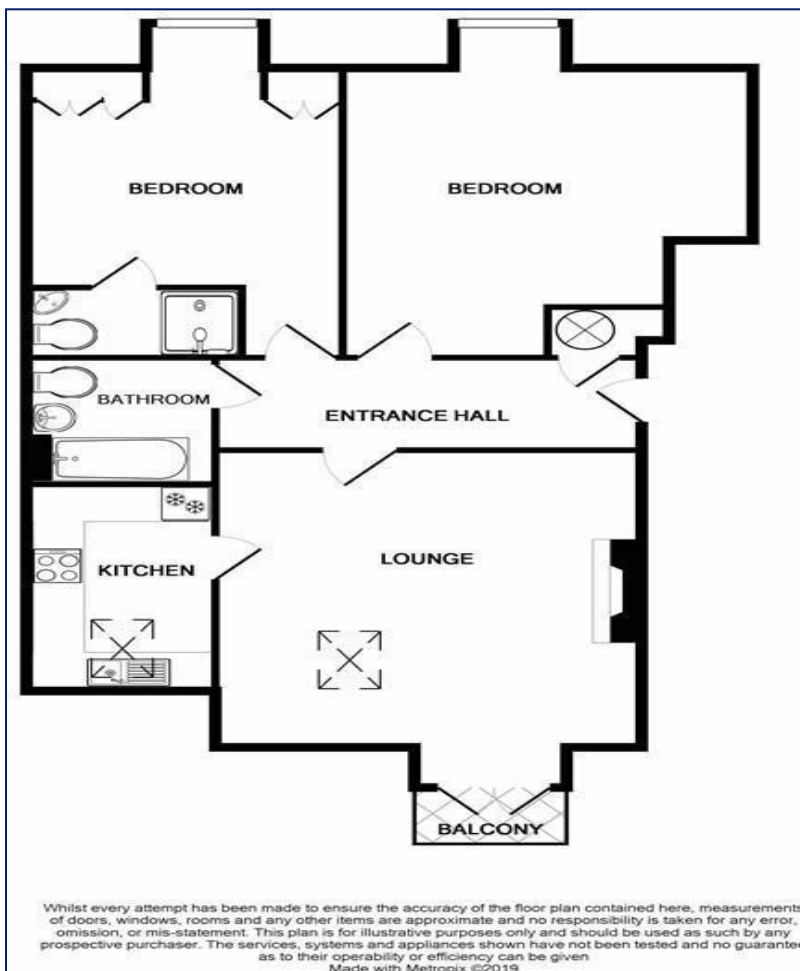 BEDROOM
BEDROOM
BATHROOM
ENTRANCE HALL
KITCHEN
LOUNGE
BALCONY
Whilst every attempt has been made to ensure the accuracy of the floor plan contained here, measurements
of doors, windows, rooms and any other items are approximate and no responsibility is taken for any error,
omission, or mis-statement. This plan is for illustrative purposes only and should be used as such by any
prospective purchaser. The services, systems and appliances shown have not been tested and no guarantee
as to their operability or efficiency can be given
Made with Metropix ©2019